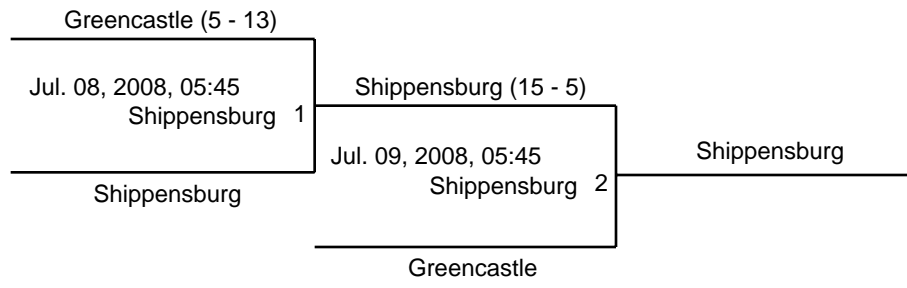 Greencastle (5 - 13)
Jul. 08, 2008, 05:45
Shippensburg 1
Shippensburg
Shippensburg (15 - 5)
Jul. 09, 2008, 05:45
Shippensburg 2
Greencastle
Shippensburg